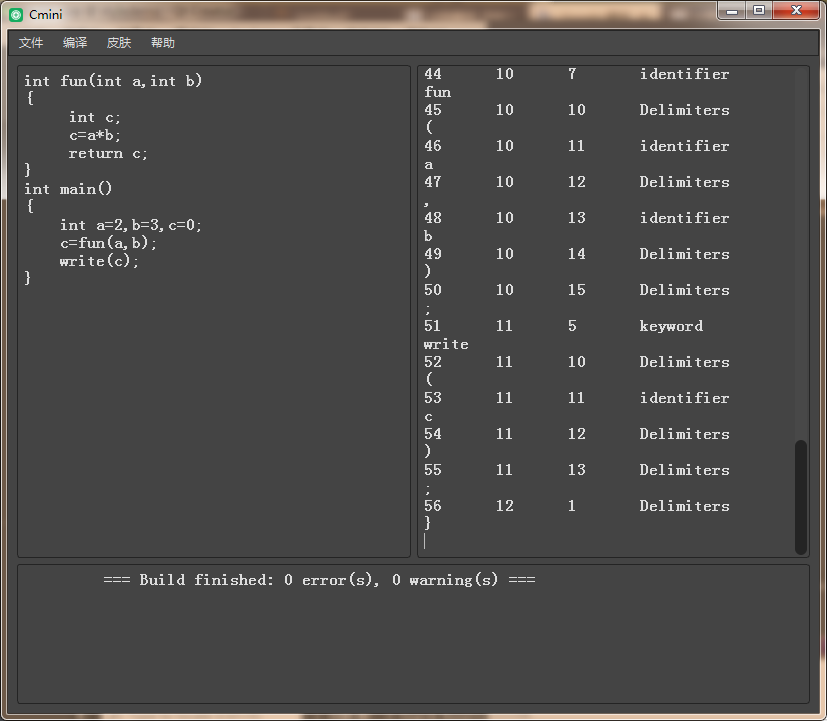 Cmini
文件 编译 皮肤 帮助
int fun(int a,int b)
{
int c;
c=a*b;
return c;
}
int main()
{
int a=2,b=3,c=0;
c=fun(a,b);
write(c);
}
44 10 7 identifier
fun
45 10 10 Delimiters
(
46 10 11 identifier
a
47 10 12 Delimiters
,
48 10 13 identifier
b
49 10 14 Delimiters
)
50 10 15 Delimiters
;
51 11 5 keyword
write
52 11 10 Delimiters
(
53 11 11 identifier
c
54 11 12 Delimiters
)
55 11 13 Delimiters
;
56 12 1 Delimiters
}
=== Build finished: 0 error(s), 0 warning(s) ===